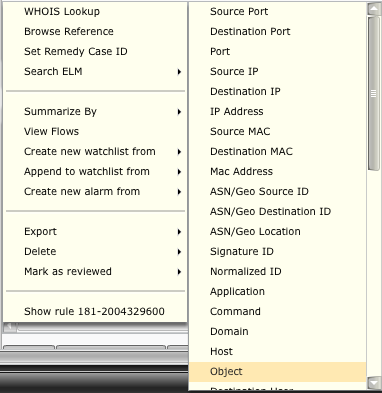 WHOIS Lookup
Browse Reference
Set Remedy Case ID
Search ELM
Summarize By
View Flows
Create new watchlist from
Append to watchlist from
Create new alarm from
Export
Delete
Mark as reviewed
Show rule 181-2004329600
Source Port
Destination Port
Port
Source IP
Destination IP
IP Address
Source MAC
Destination MAC
Mac Address
ASN/Geo Source ID
ASN/Geo Destination ID
ASN/Geo Location
Signature ID
Normalized ID
Application
Command
Domain
Host
Object
Destination User